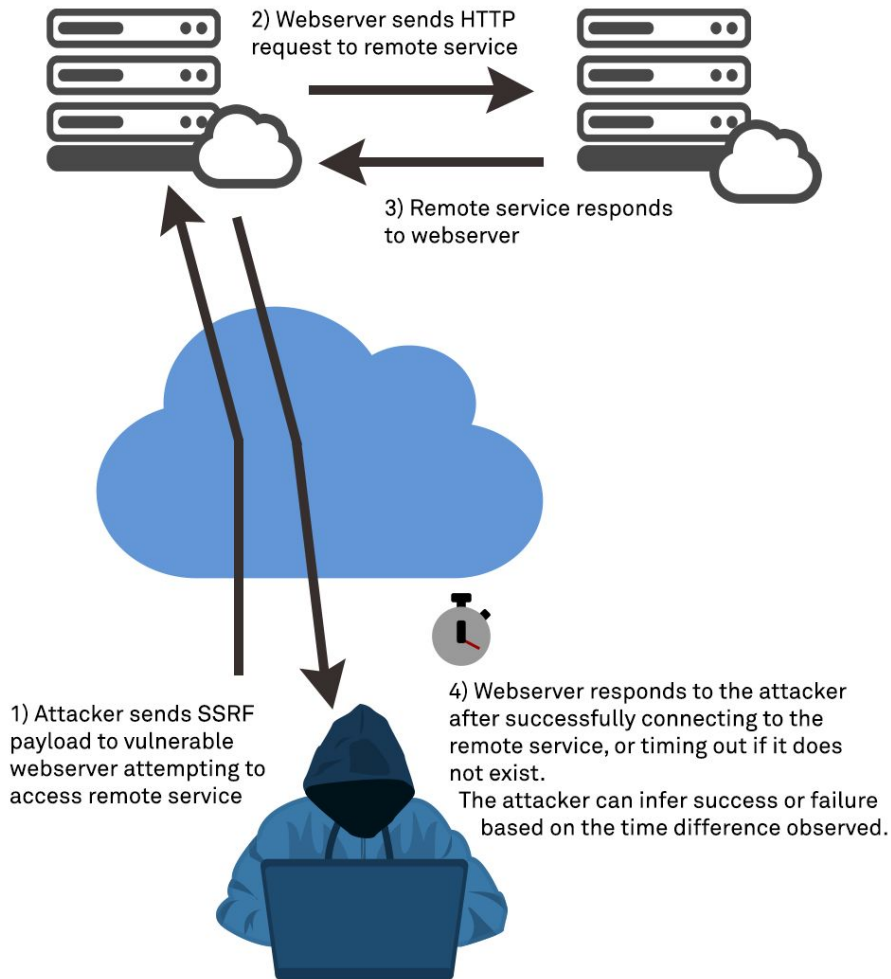 2) Webserver sends HTTP
request to remote service
3) Remote service responds
to webserver
1) Attacker sends SSRF
payload to vulnerable
webserver attempting to
access remote service
4) Webserver responds to the attacker
after successfully connecting to the
remote service, or timing out if it does
not exist.
The attacker can infer success or failure
based on the time difference observed.